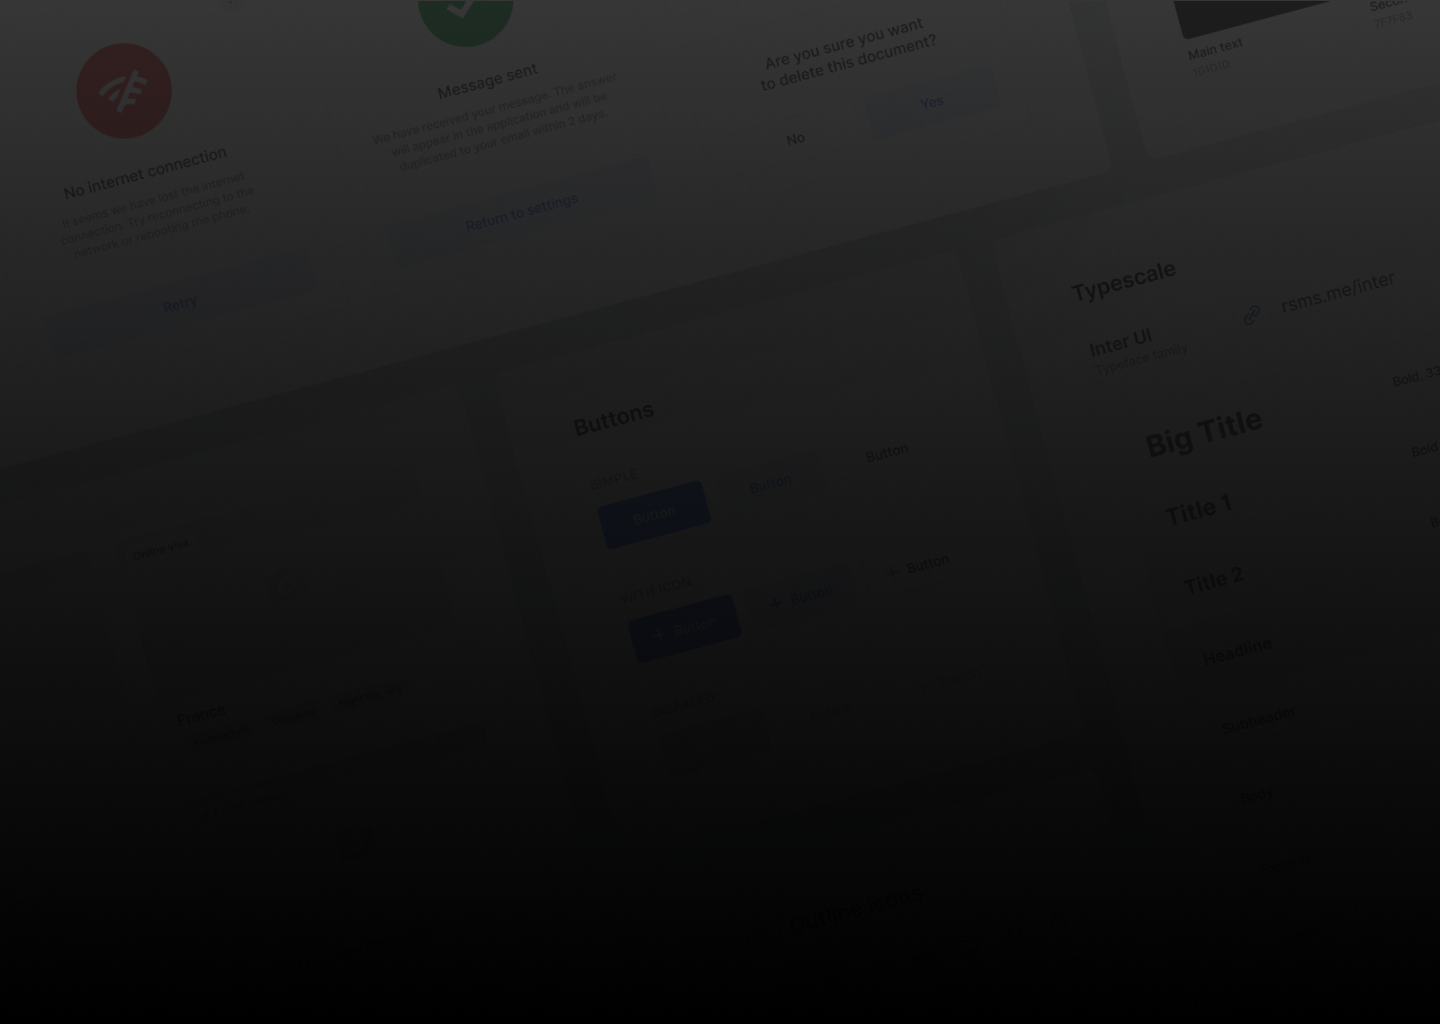 No internet connection
It seems we have lost the internet
connection. Try reconnecting to the
network or rebooting the phone.
Retry
Message sent
We have received your message. The answer
will appear in the application and will be
duplicated to your email within 2 days.
Return to settings
Are you sure you want
to delete this document?
No
Yes
Main text
101010
7F7F83
Online visa
France
Buttons
SIMPLE
Button
Button
Button
WITH ICON
Button
Button
Button
Typescale
Inter UI
Typeface family
rsms.me/inter
Big Title
Bold, 33
Title 1
Bold
Title 2
Headline
Subheader
Body
Outline icons